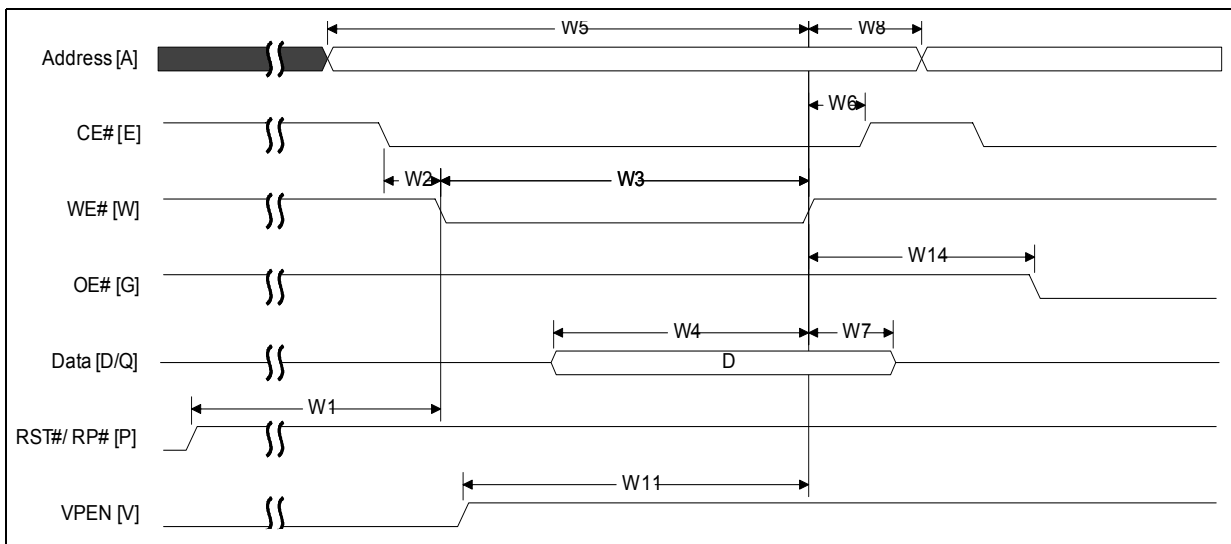 W5
W8
Address [A]
W6
CE# [E]
W2
W3
WE# [W]
W14
OE# [G]
W4
W7
Data [D/Q]
D
W1
RST#/ RP# [P]
W11
VPEN [V]